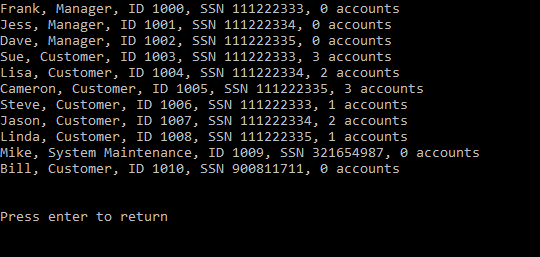 Frank, Manager, ID 1000, SSN 111222333, 0 accounts
Jess, Manager, ID 1001, SSN 111222334, 0 accounts
Dave, Manager, ID 1002, SSN 111222335, 0 accounts
Sue, Customer, ID 1003, SSN 111222333, 3 accounts
Lisa, Customer, ID 1004, SSN 111222334, 2 accounts
Cameron, Customer, ID 1005, SSN 111222335, 3 accounts
Steve, Customer, ID 1006, SSN 111222333, 1 accounts
Jason, Customer, ID 1007, SSN 111222334, 2 accounts
Linda, Customer, ID 1008, SSN 111222335, 1 accounts
Mike, System Maintenance, ID 1009, SSN 321654987, 0 accounts
Bill, Customer, ID 1010, SSN 900811711, 0 accounts
Press enter to return